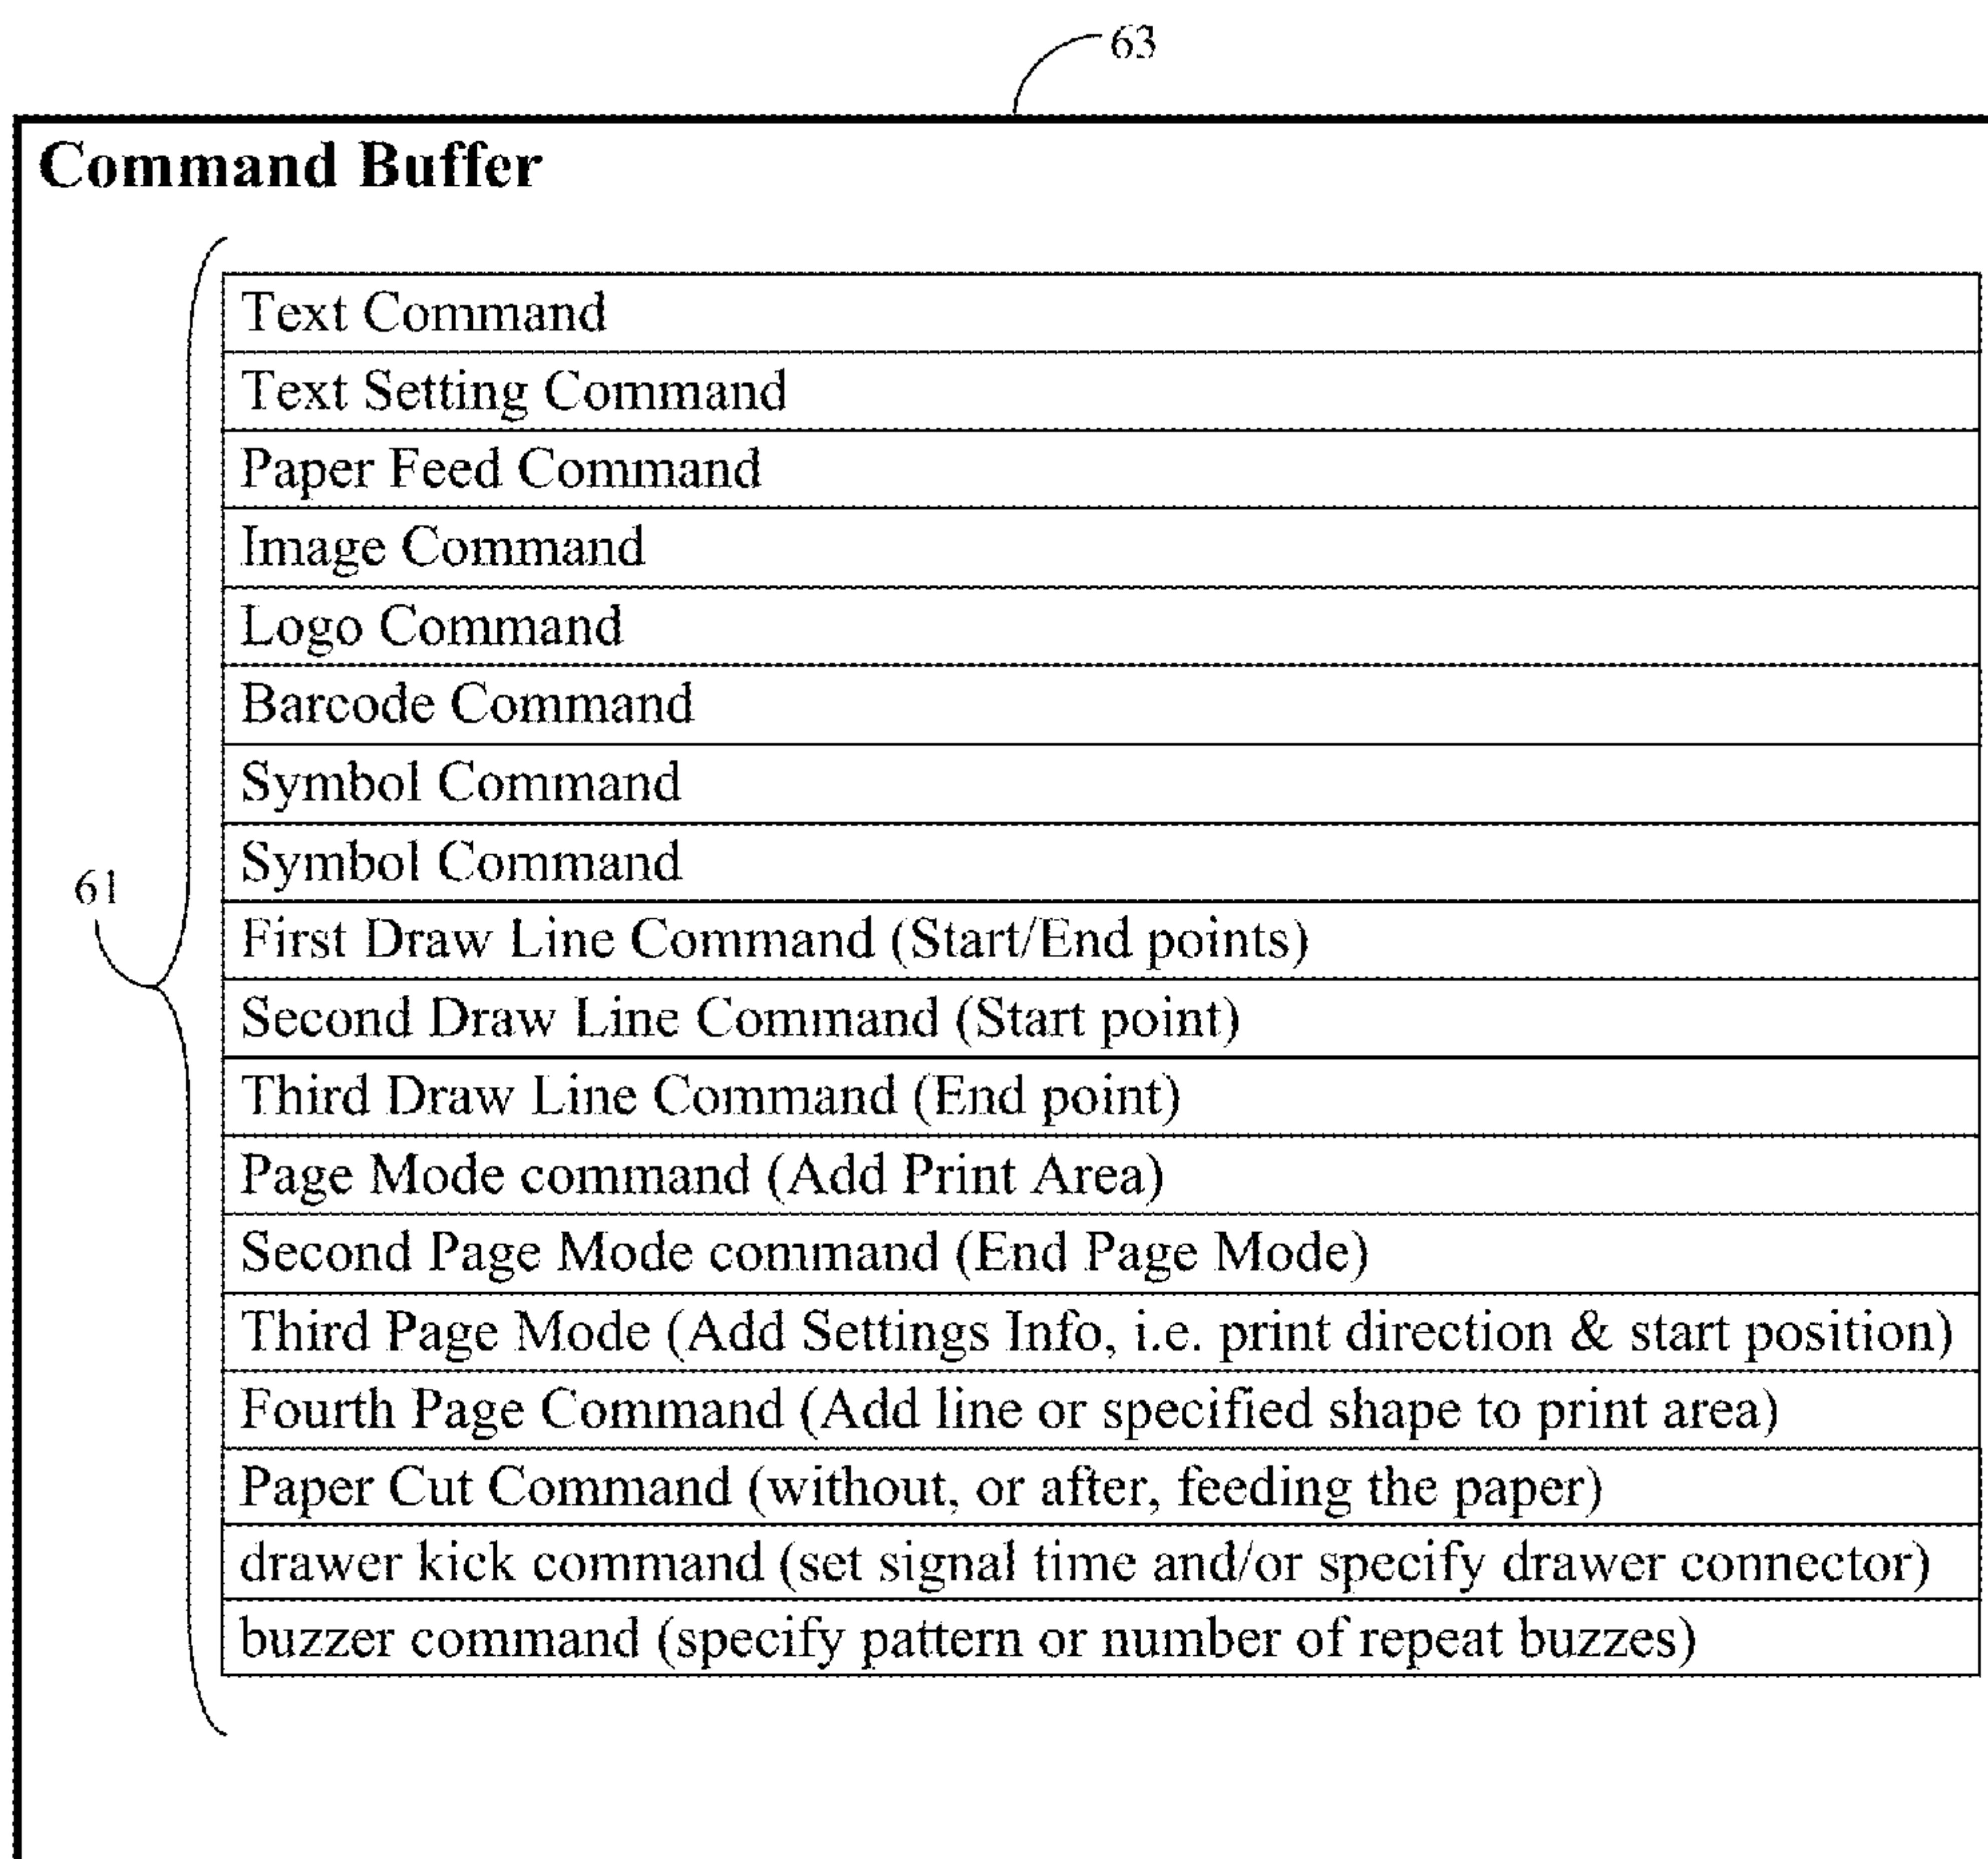 63
Command Buffer
Text Command
Text Setting Command
Paper Feed Command
Image Command
Logo Command
Barcode Command
Symbol Command
Symbol Command
61
First Draw Line Command (Start/End points)
Second Draw Line Command (Start point)
Third Draw Line Command (End point)
Page Mode command (Add Print Area)
Second Page Mode command (End Page Mode)
Third Page Mode (Add Settings Info, i.e. print direction & start position)
Fourth Page Command (Add line or specified shape to print area)
Paper Cut Command (without, or after, feeding the paper)
drawer kick command (set signal time and/or specify drawer connector)
buzzer command (specify pattern or number of repeat buzzes)